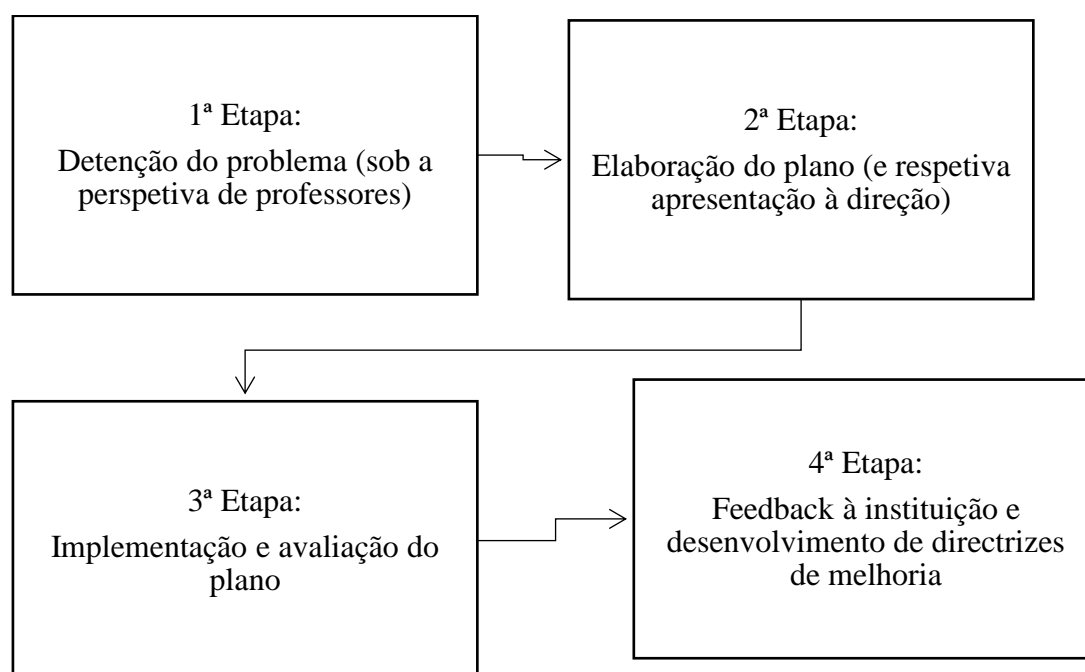 1ª Etapa:
Detenção do problema (sob a
perspetiva de professores)
2ª Etapa:
Elaboração do plano (e respetiva
apresentação à direção)
3ª Etapa:
Implementação e avaliação do
plano
4ª Etapa:
Feedback à instituição e
desenvolvimento de directrizes
de melhoria